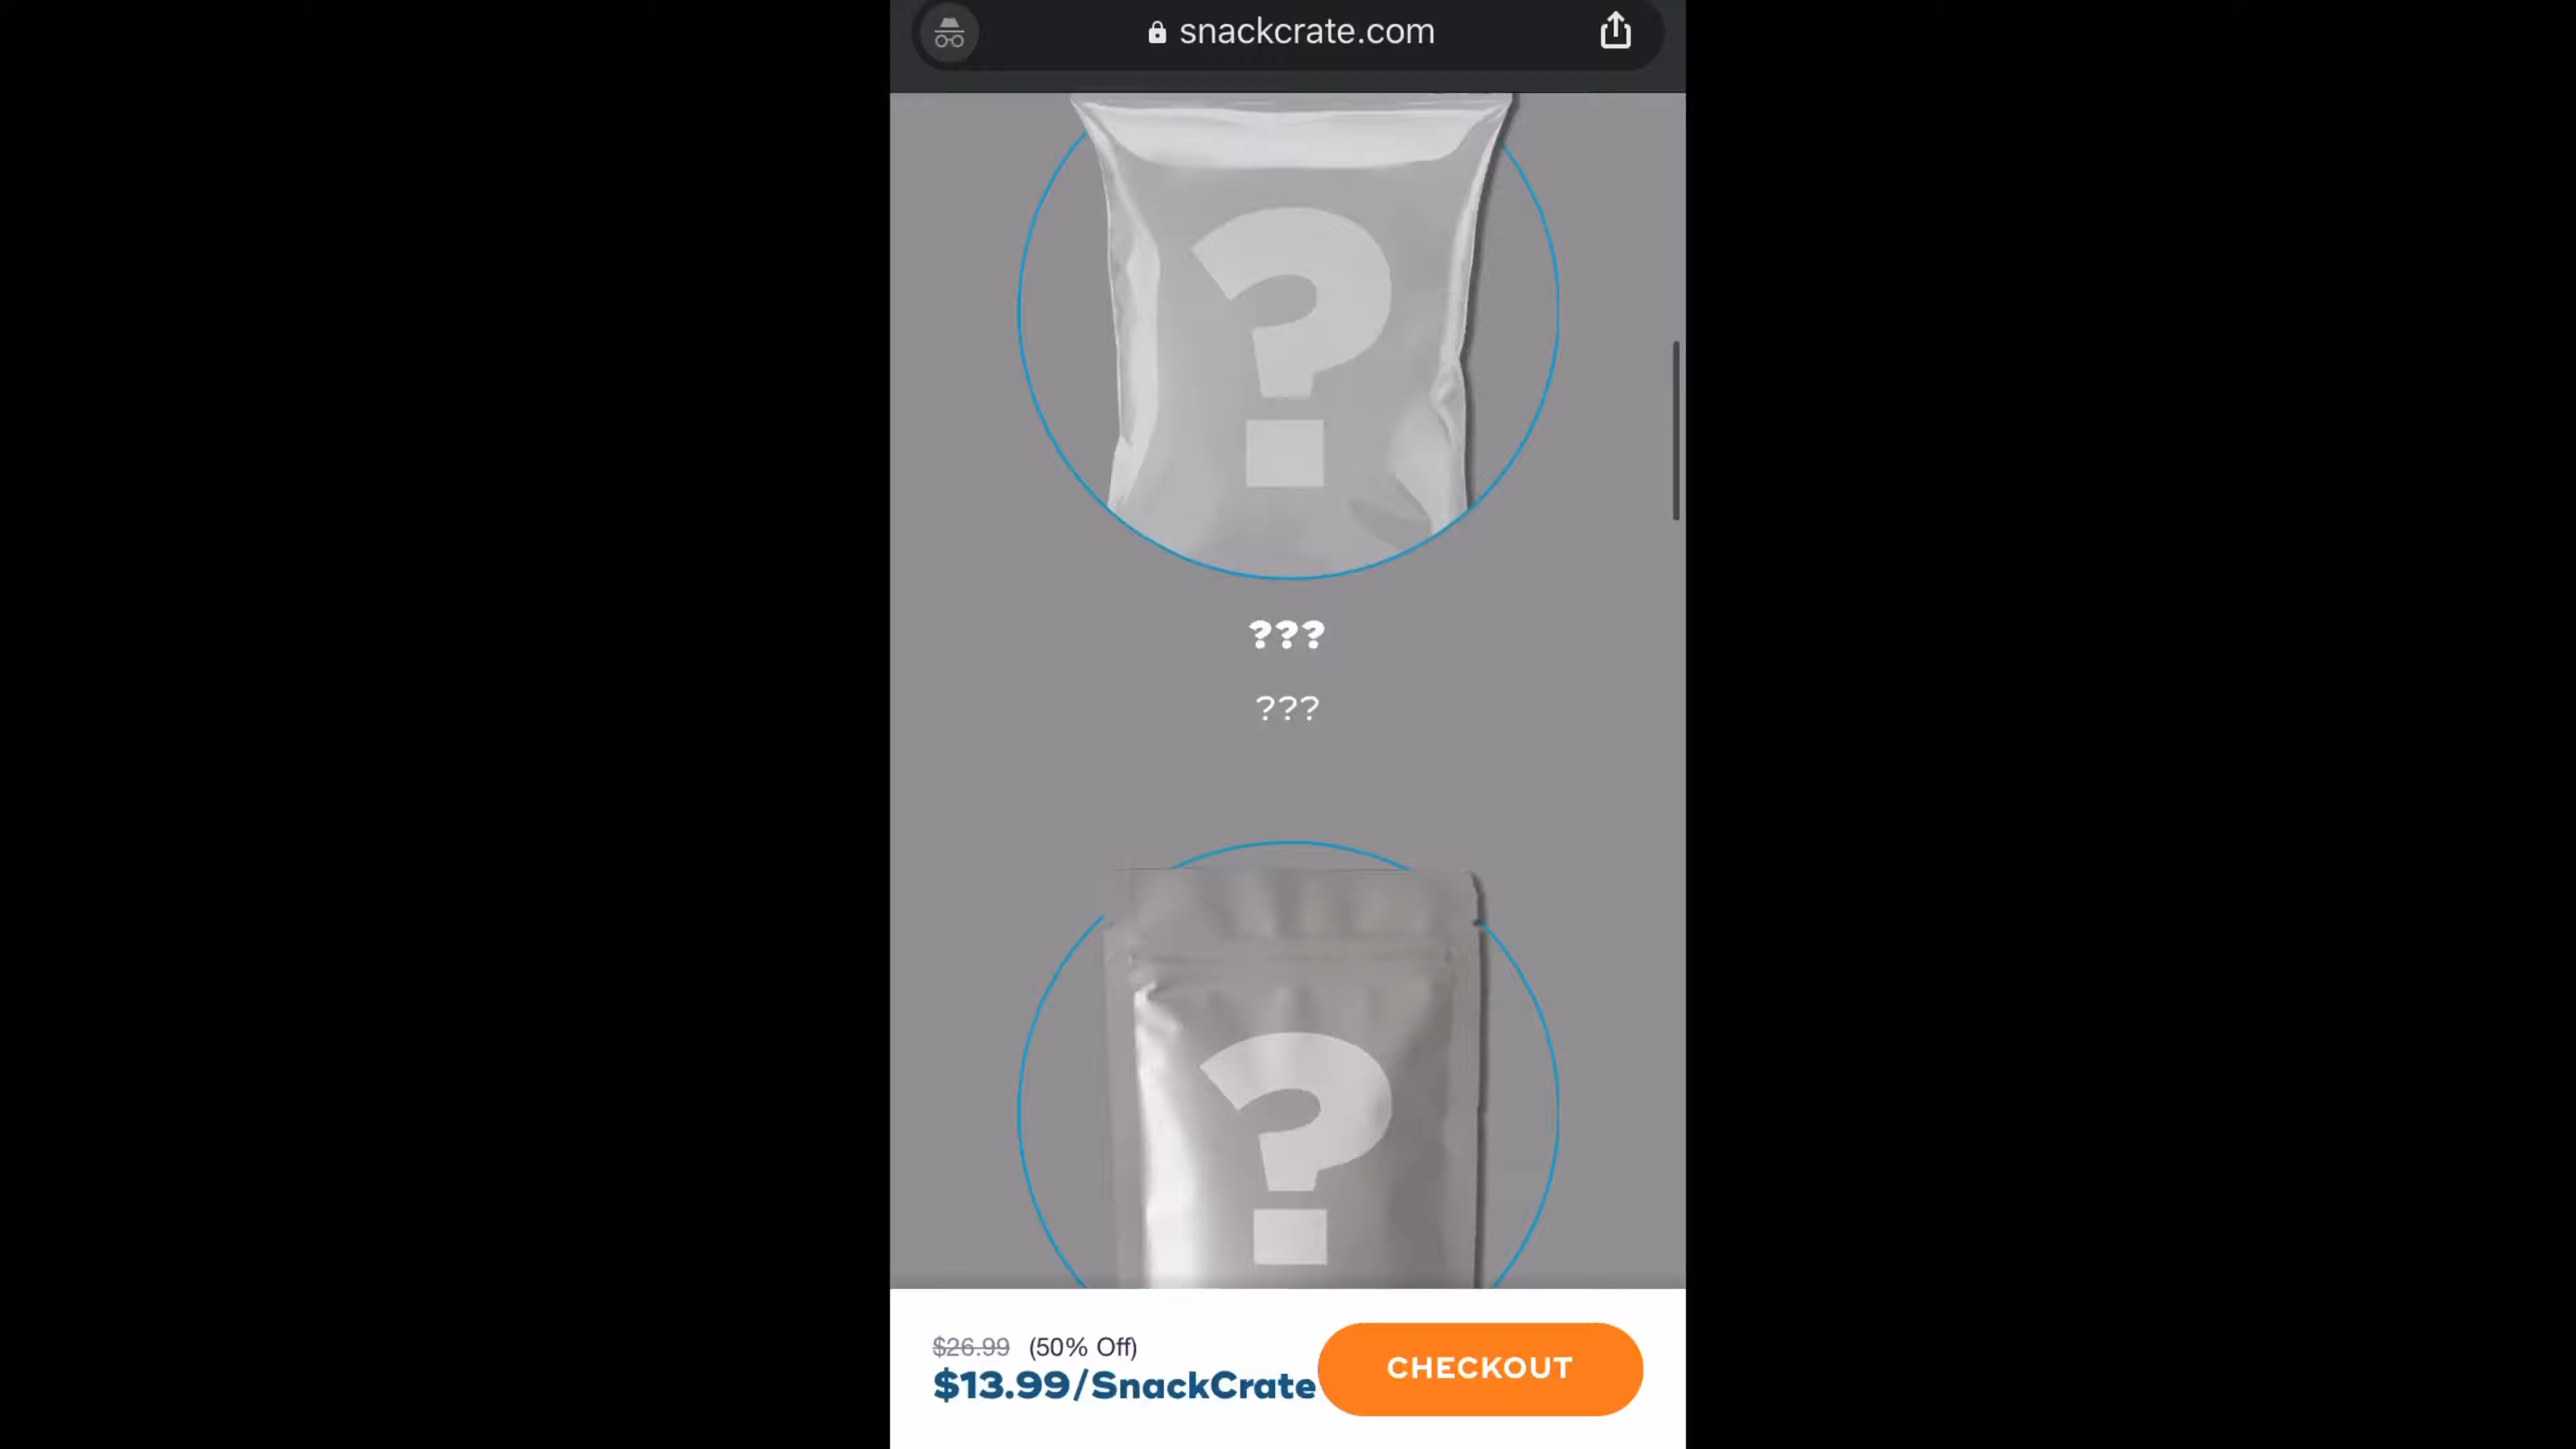 snackcrate.com
?
???
???
?
$26.99 (50% Off)
$13.99/SnackCrate
CHECKOUT